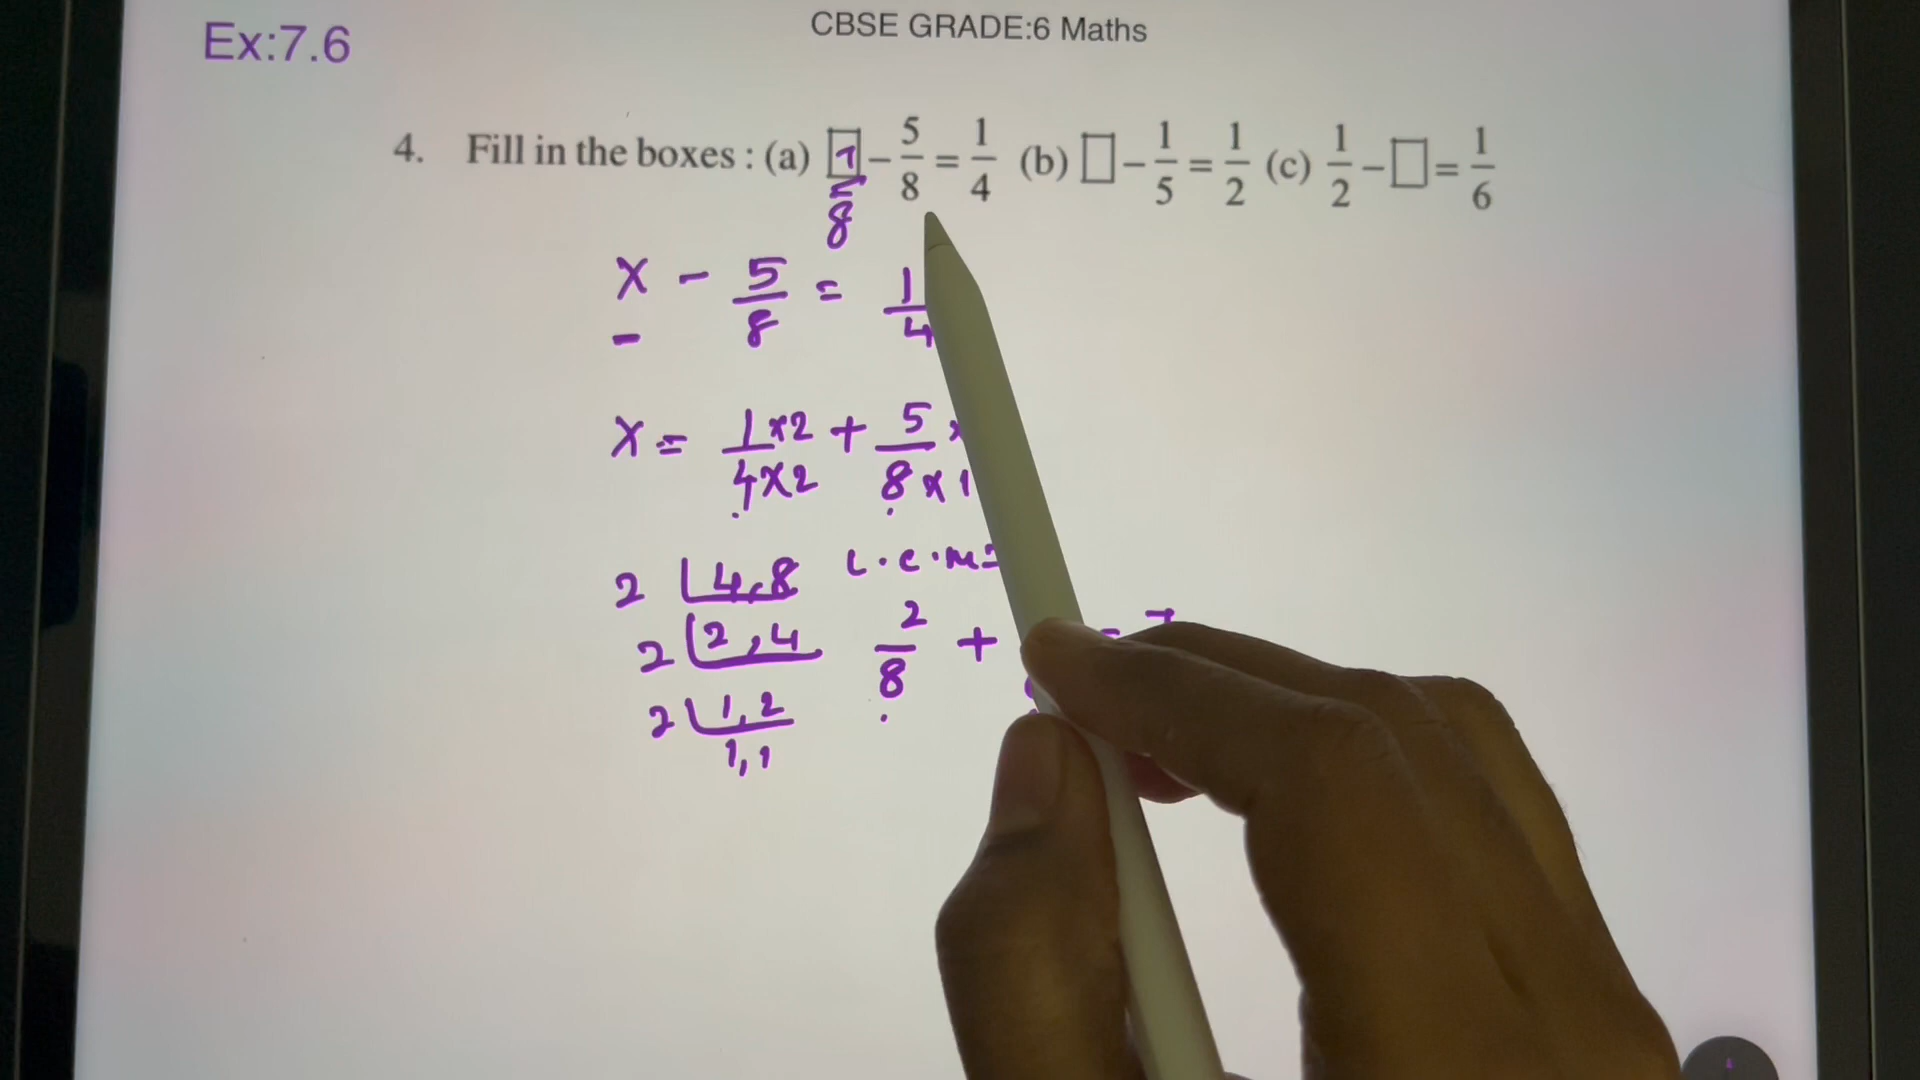 CBSE GRADE:6 Maths
Ex:7.6
4. Fill in the boxes : (a) □ 7/8 − 5/8 = 1/4 (b) □ − 1/5 = 1/2 (c) 1/2 − □ = 1/6
x − 5/8 = 1/4
−
x = 1×2/4×2 + 5×/8×1
2 | 4,8 L.C.M=
2 | 2,4 2/8 + = 7
2 | 1,2
1,1